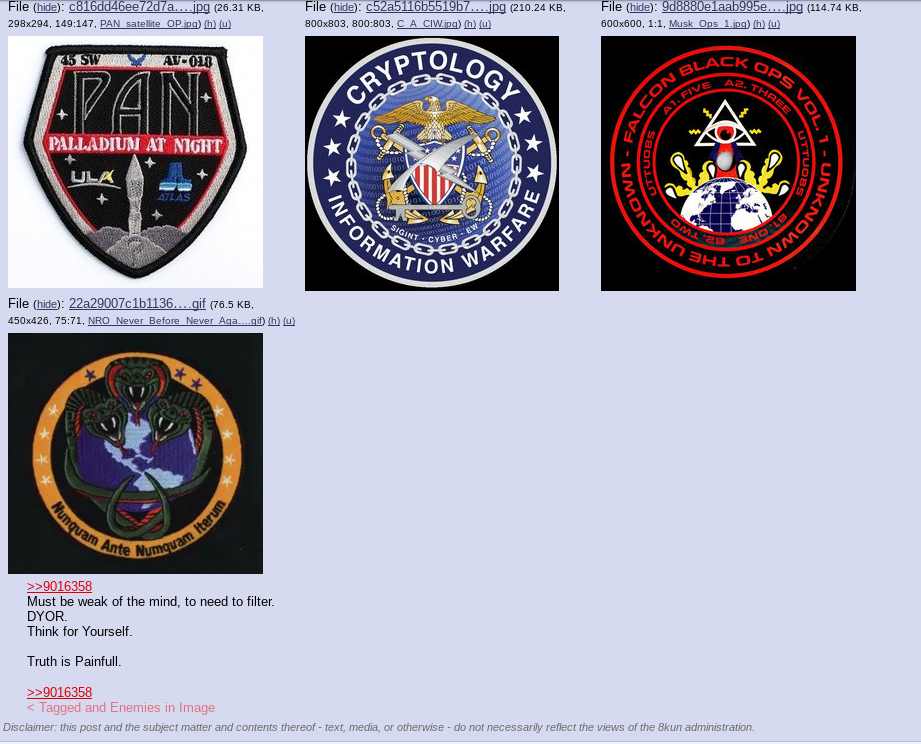 File (hide): c816dd46ee72d7a….jpg (26.31 KB,
298x294, 149:147, PAN_satellite_OP.jpg) (h) (u)
45 SW AV-018
PAN
PALLADIUM AT NIGHT
ULA
ATLAS
File (hide): c52a5116b5519b7….jpg (210.24 KB,
800x803, 800:803, C_A_CIW.jpg) (h) (u)
CRYPTOLOGY
SIGINT - CYBER - EW
INFORMATION WARFARE
File (hide): 9d8880e1aab995e….jpg (114.74 KB,
600x600, 1:1, Musk_Ops_1.jpg) (h) (u)
FALCON BLACK OPS VOL. 1 - UNKNOWN TO THE UNKNOWN -
A1. FIVE A2. THREE
UTTUOBS
B1. ONE B2. TWO
UTTUOBS
File (hide): 22a29007c1b1136….gif (76.5 KB,
450x426, 75:71, NRO_Never_Before_Never_Aga….gif) (h) (u)
Numquam Ante Numquam Iterum
>>9016358
Must be weak of the mind, to need to filter.
DYOR.
Think for Yourself.
Truth is Painfull.
>>9016358
< Tagged and Enemies in Image
Disclaimer: this post and the subject matter and contents thereof - text, media, or otherwise - do not necessarily reflect the views of the 8kun administration.